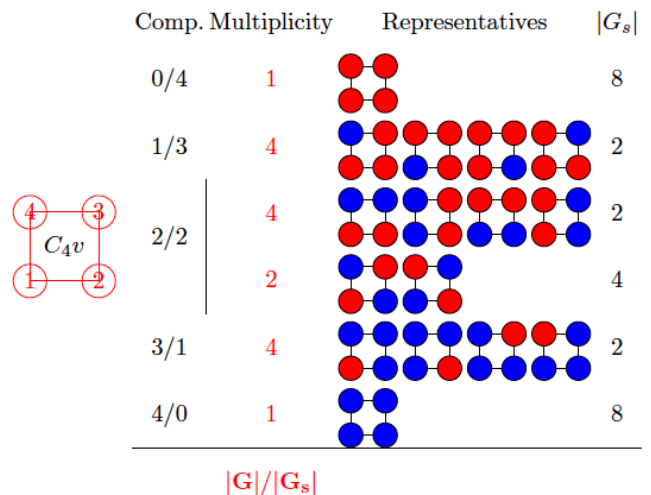 Comp. Multiplicity Representatives |G_s|
0/4 1 8
1/3 4 2
4 2
4 3
C_4v
2/2
1 2
2 4
3/1 4 2
4/0 1 8
|G|/|G_s|